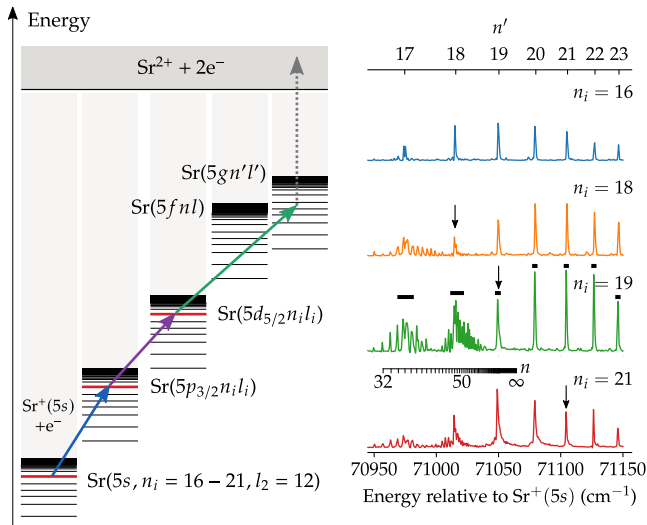 Energy
Sr²⁺ + 2e⁻
Sr(5gn′l′)
Sr(5fnl)
Sr(5d₅/₂nᵢlᵢ)
Sr(5p₃/₂nᵢlᵢ)
Sr⁺(5s)
+e⁻
Sr(5s, nᵢ = 16 − 21, l₂ = 12)
n′
17 18 19 20 21 22 23
nᵢ = 16
nᵢ = 18
nᵢ = 19
n
32 50 ∞
nᵢ = 21
70950 71000 71050 71100 71150
Energy relative to Sr⁺(5s) (cm⁻¹)